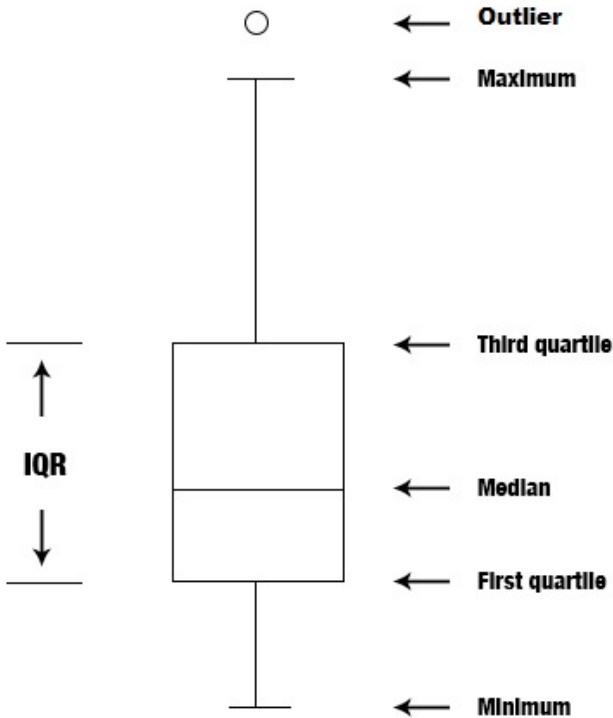 Outlier
Maximum
Third quartile
IQR
Median
First quartile
Minimum